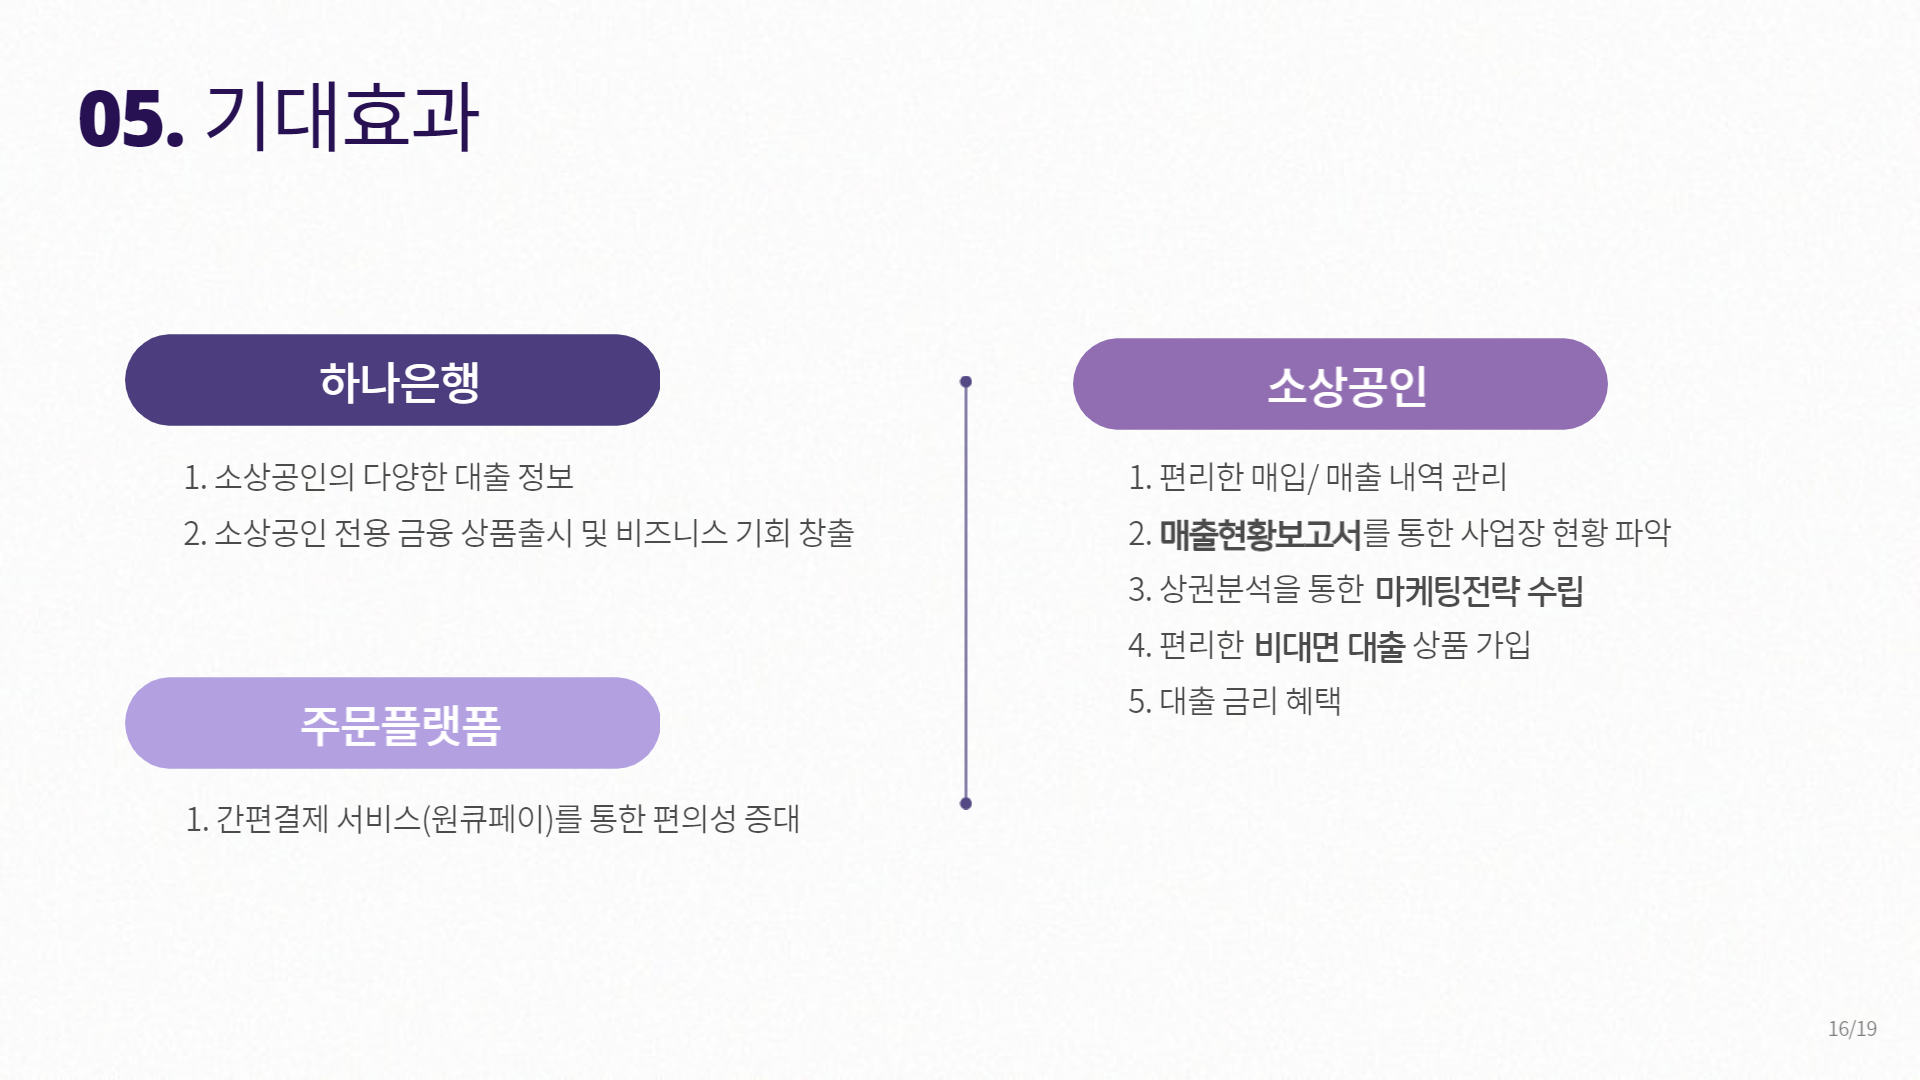 05. 기대효과
하나은행
1. 소상공인의 다양한 대출 정보
2. 소상공인 전용 금융 상품출시 및 비즈니스 기회 창출
주문플랫폼
1. 간편결제 서비스(원큐페이)를 통한 편의성 증대
소상공인
1. 편리한 매입/ 매출 내역 관리
2. 매출현황보고서를 통한 사업장 현황 파악
3. 상권분석을 통한 마케팅전략 수립
4. 편리한 비대면 대출 상품 가입
5. 대출 금리 혜택
16/19